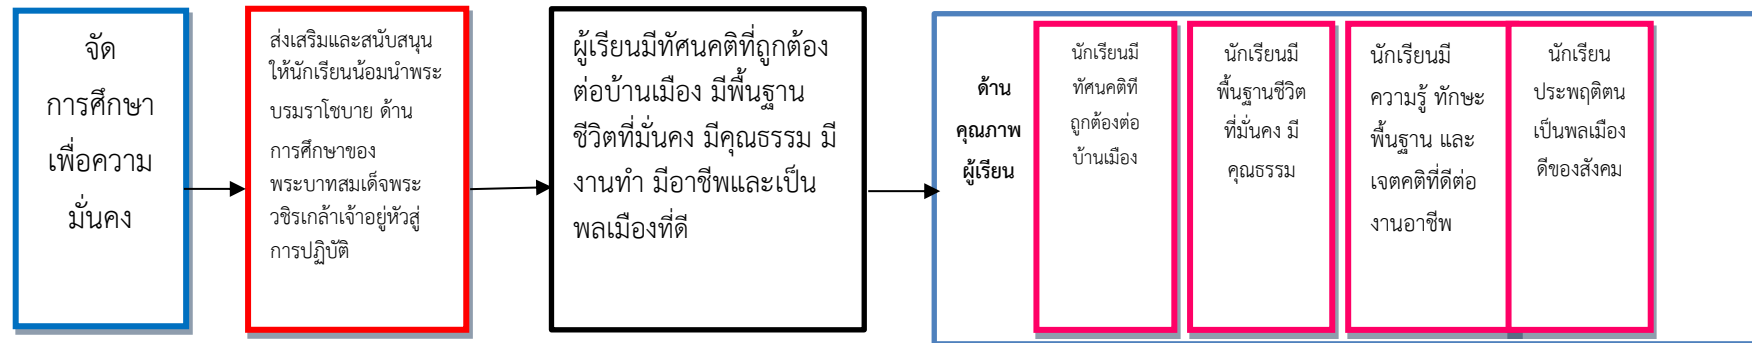 จัด
การศึกษา
เพื่อความ
มั่นคง
ส่งเสริมและสนับสนุน
ให้นักเรียนน้อมนำพระ
บรมราโชบาย ด้าน
การศึกษาของ
พระบาทสมเด็จพระ
วชิรเกล้าเจ้าอยู่หัวสู่
การปฏิบัติ
ผู้เรียนมีทัศนคติที่ถูกต้อง
ต่อบ้านเมือง มีพื้นฐาน
ชีวิตที่มั่นคง มีคุณธรรม มี
งานทำ มีอาชีพและเป็น
พลเมืองที่ดี
ด้าน
คุณภาพ
ผู้เรียน
นักเรียนมี
ทัศนคติที
ถูกต้องต่อ
บ้านเมือง
นักเรียนมี
พื้นฐานชีวิต
ที่มั่นคง มี
คุณธรรม
นักเรียนมี
ความรู้ ทักษะ
พื้นฐาน และ
เจตคติที่ดีต่อ
งานอาชีพ
นักเรียน
ประพฤติตน
เป็นพลเมือง
ดีของสังคม